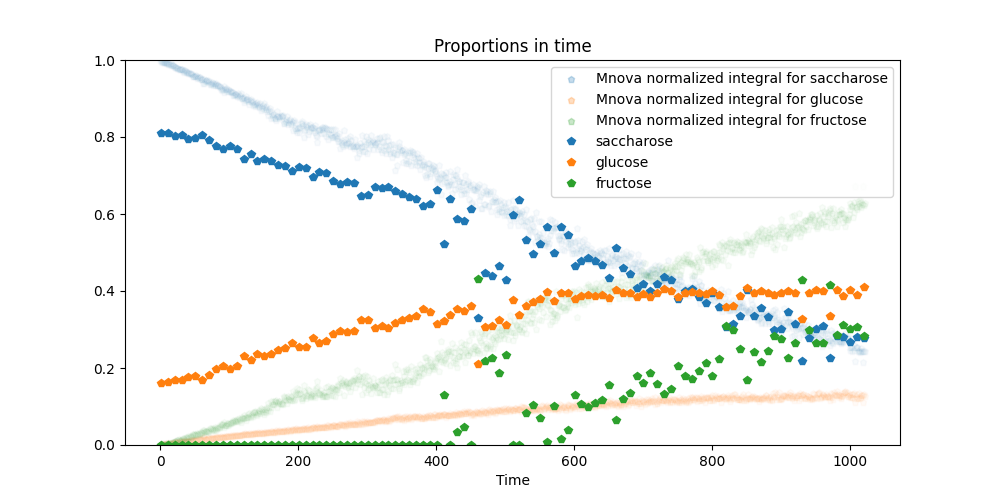 Proportions in time
1.0
0.8
0.6
0.4
0.2
0.0
Mnova normalized integral for saccharose
Mnova normalized integral for glucose
Mnova normalized integral for fructose
saccharose
glucose
fructose
0 200 400 600 800 1000
Time